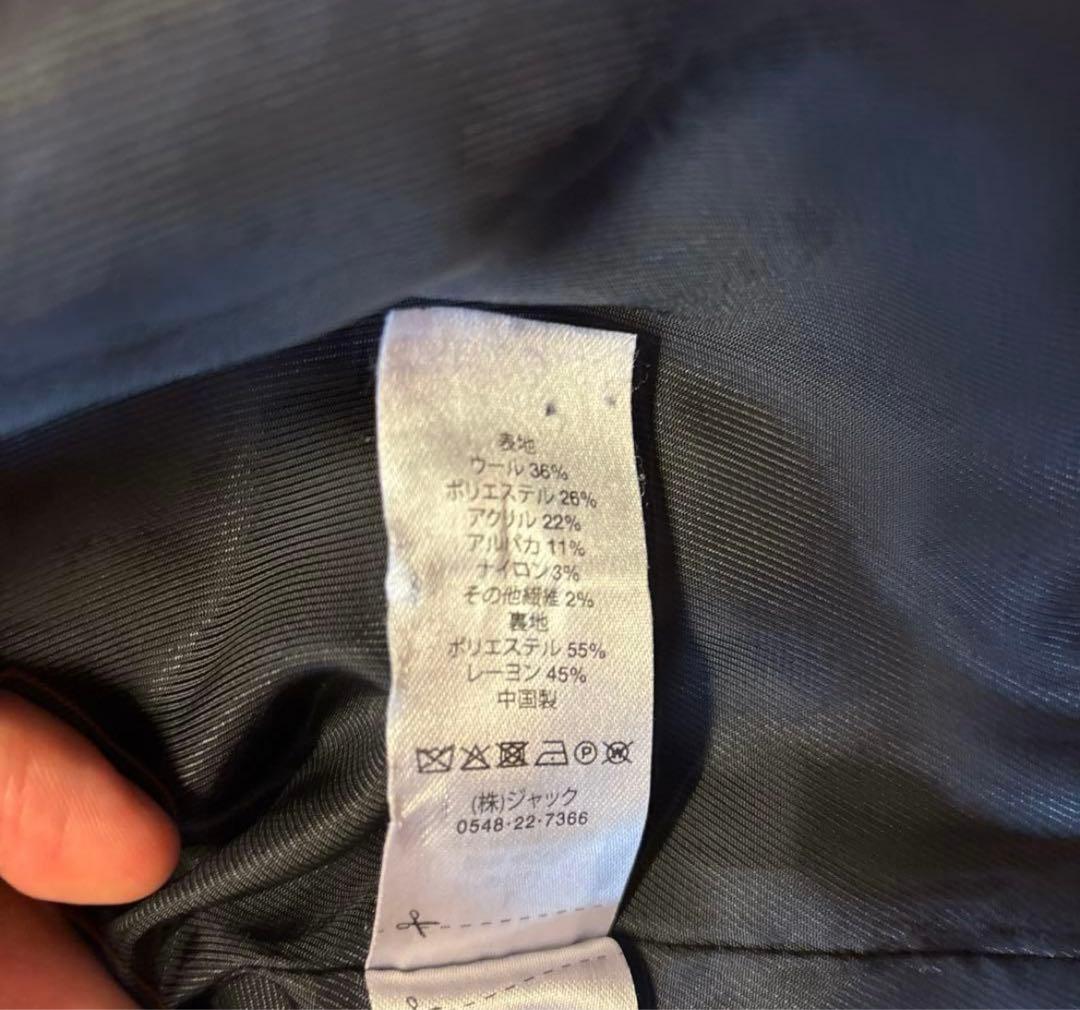 表地
ウール 36%
ポリエステル 26%
アクリル 22%
アルパカ 11%
ナイロン 3%
その他繊維 2%
裏地
ポリエステル 55%
レーヨン 45%
中国製
P W
(株)ジャック
0548・22・7366